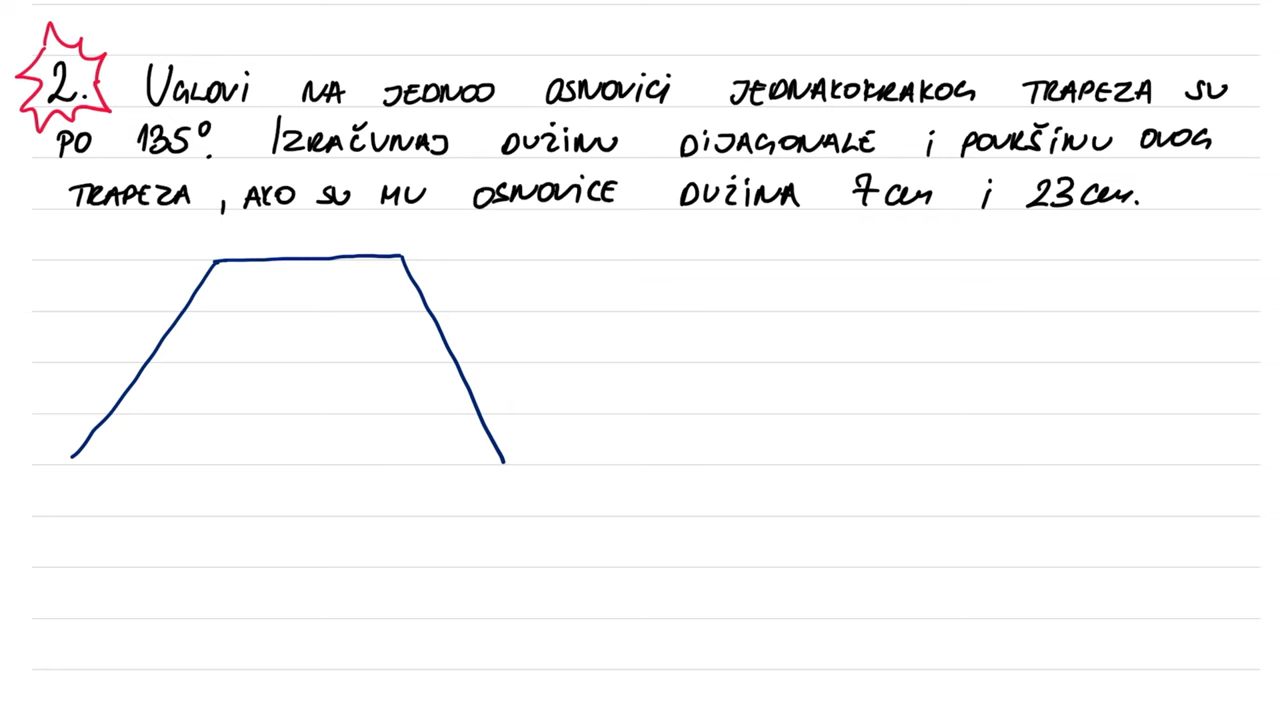 2. UGLOVI NA JEDNOJ OSNOVICI JEDNAKOKRAKOG TRAPEZA SU
PO 135°. IZRAČUNAJ DUŽINU DIJAGONALE I POVRŠINU OVOG
TRAPEZA, AKO SU MU OSNOVICE DUŽINA 7cm i 23cm.